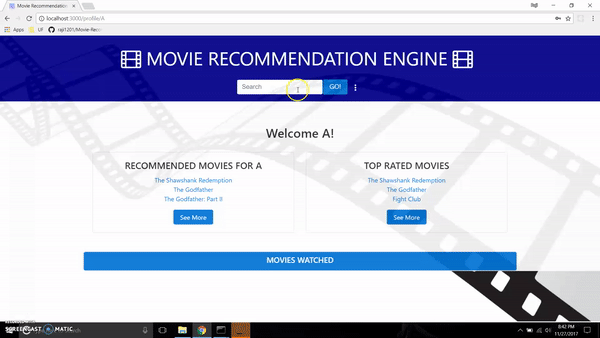 Movie Recommendation
localhost:3000/profile/A
Apps
UF
raji1201/Movie-Reco
MOVIE RECOMMENDATION ENGINE
Search
GO!
Welcome A!
RECOMMENDED MOVIES FOR A
The Shawshank Redemption
The Godfather
The Godfather: Part II
See More
TOP RATED MOVIES
The Shawshank Redemption
The Godfather
Fight Club
See More
MOVIES WATCHED
SCREENCAST
MATIC
8:42 PM
11/27/2017